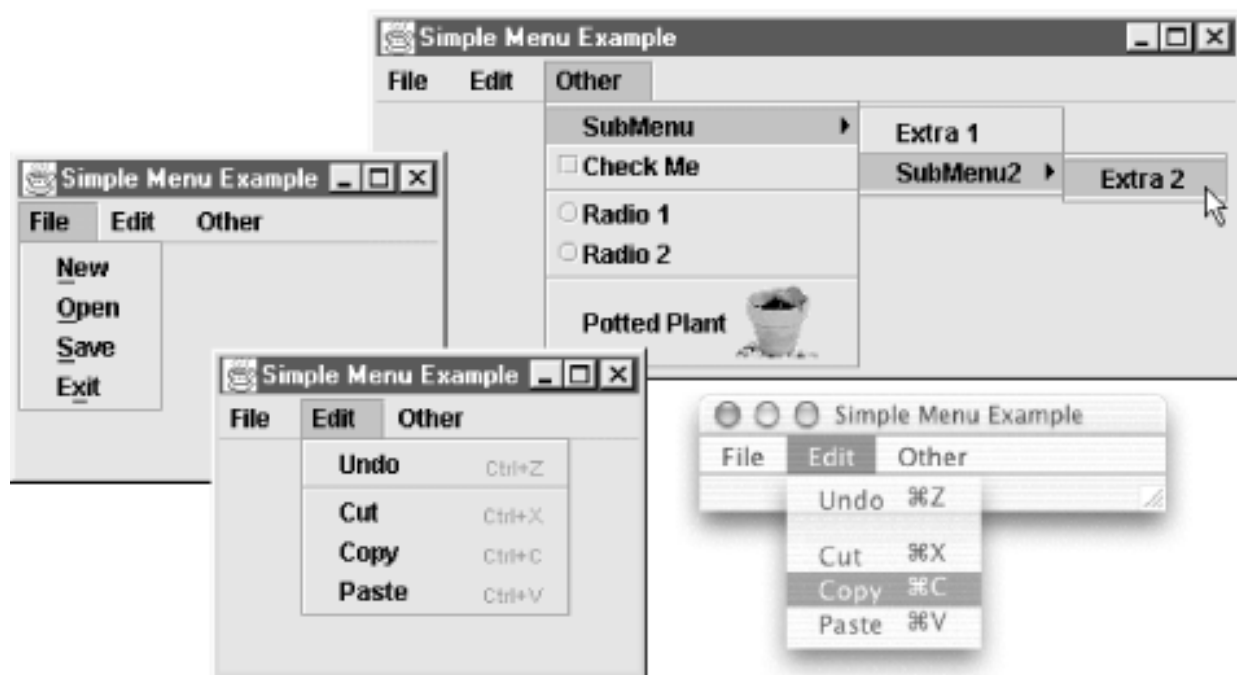 Simple Menu Example
File Edit Other
SubMenu
Check Me
Radio 1
Radio 2
Potted Plant
Extra 1
SubMenu2
Extra 2
Simple Menu Example
File Edit Other
New
Open
Save
Exit
Simple Menu Example
File Edit Other
Undo Ctrl+Z
Cut Ctrl+X
Copy Ctrl+C
Paste Ctrl+V
Simple Menu Example
File Edit Other
Undo ⌘Z
Cut ⌘X
Copy ⌘C
Paste ⌘V